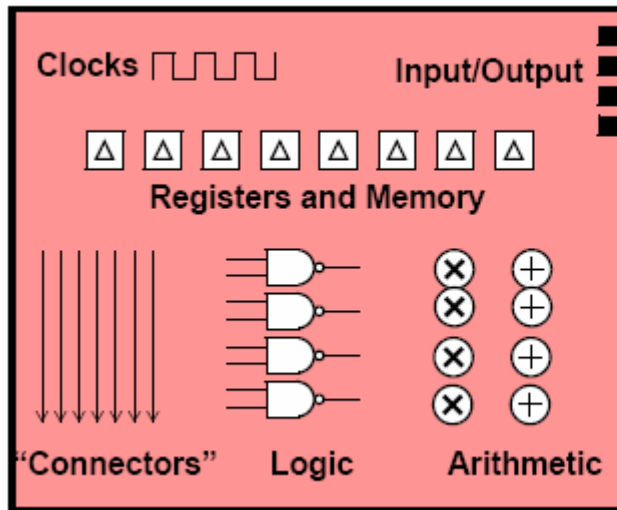 Clocks
Input/Output
Registers and Memory
“Connectors”
Logic
Arithmetic